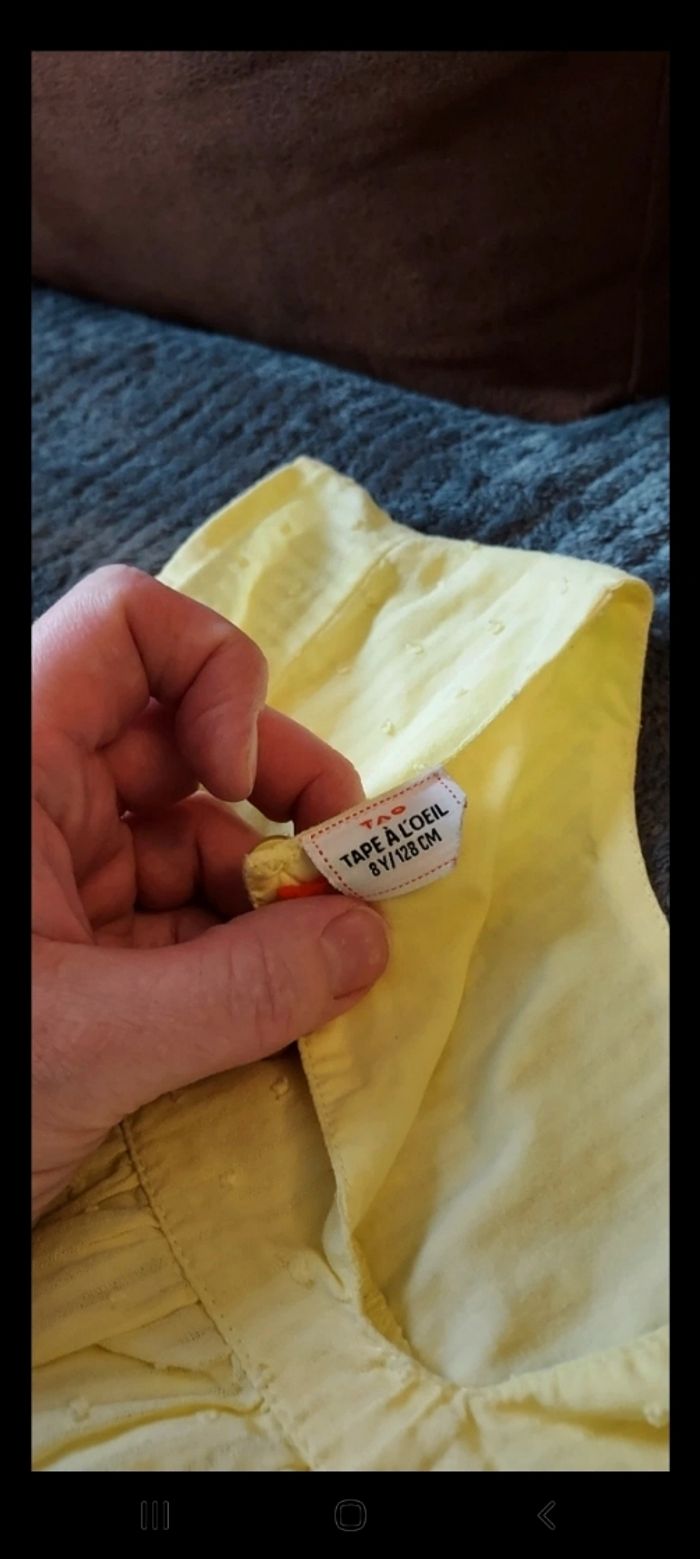 TAO
TAPE À L'OEIL
8Y/128 CM